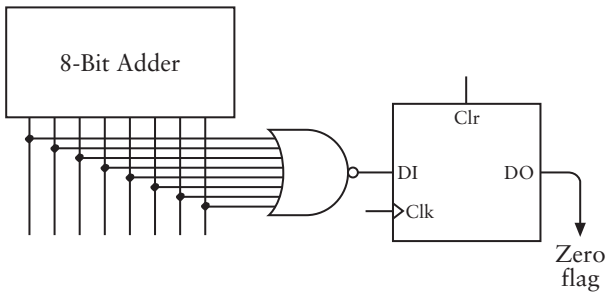 8-Bit Adder
Clr
DI
DO
Clk
Zero
flag